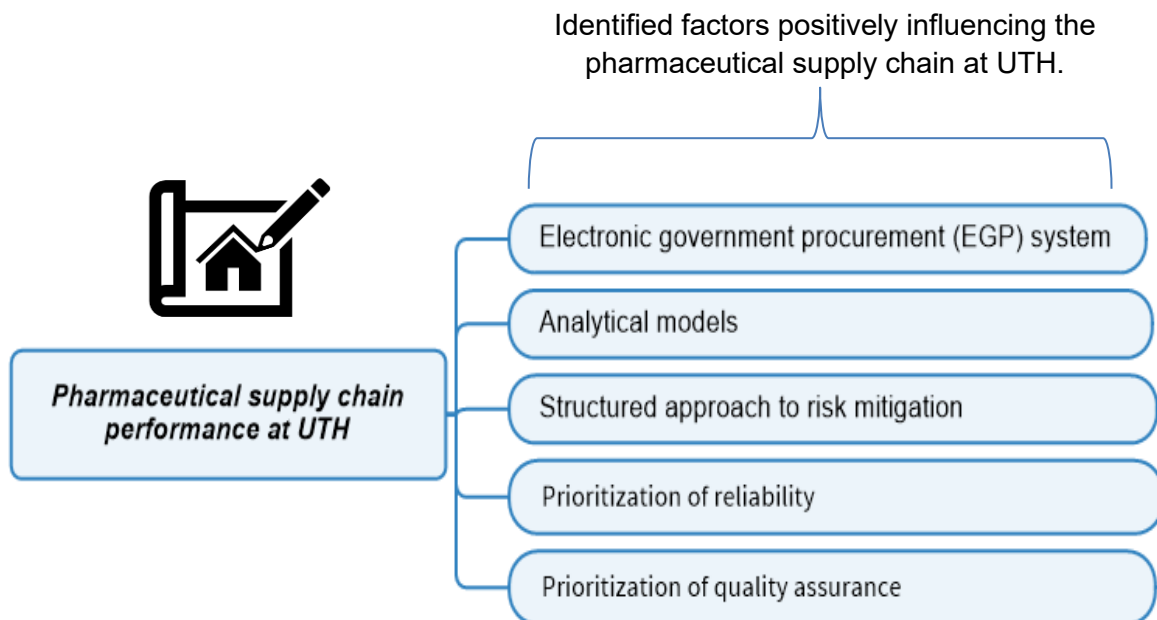 Identified factors positively influencing the
pharmaceutical supply chain at UTH.
Electronic government procurement (EGP) system
Analytical models
Pharmaceutical supply chain
performance at UTH
Structured approach to risk mitigation
Prioritization of reliability
Prioritization of quality assurance